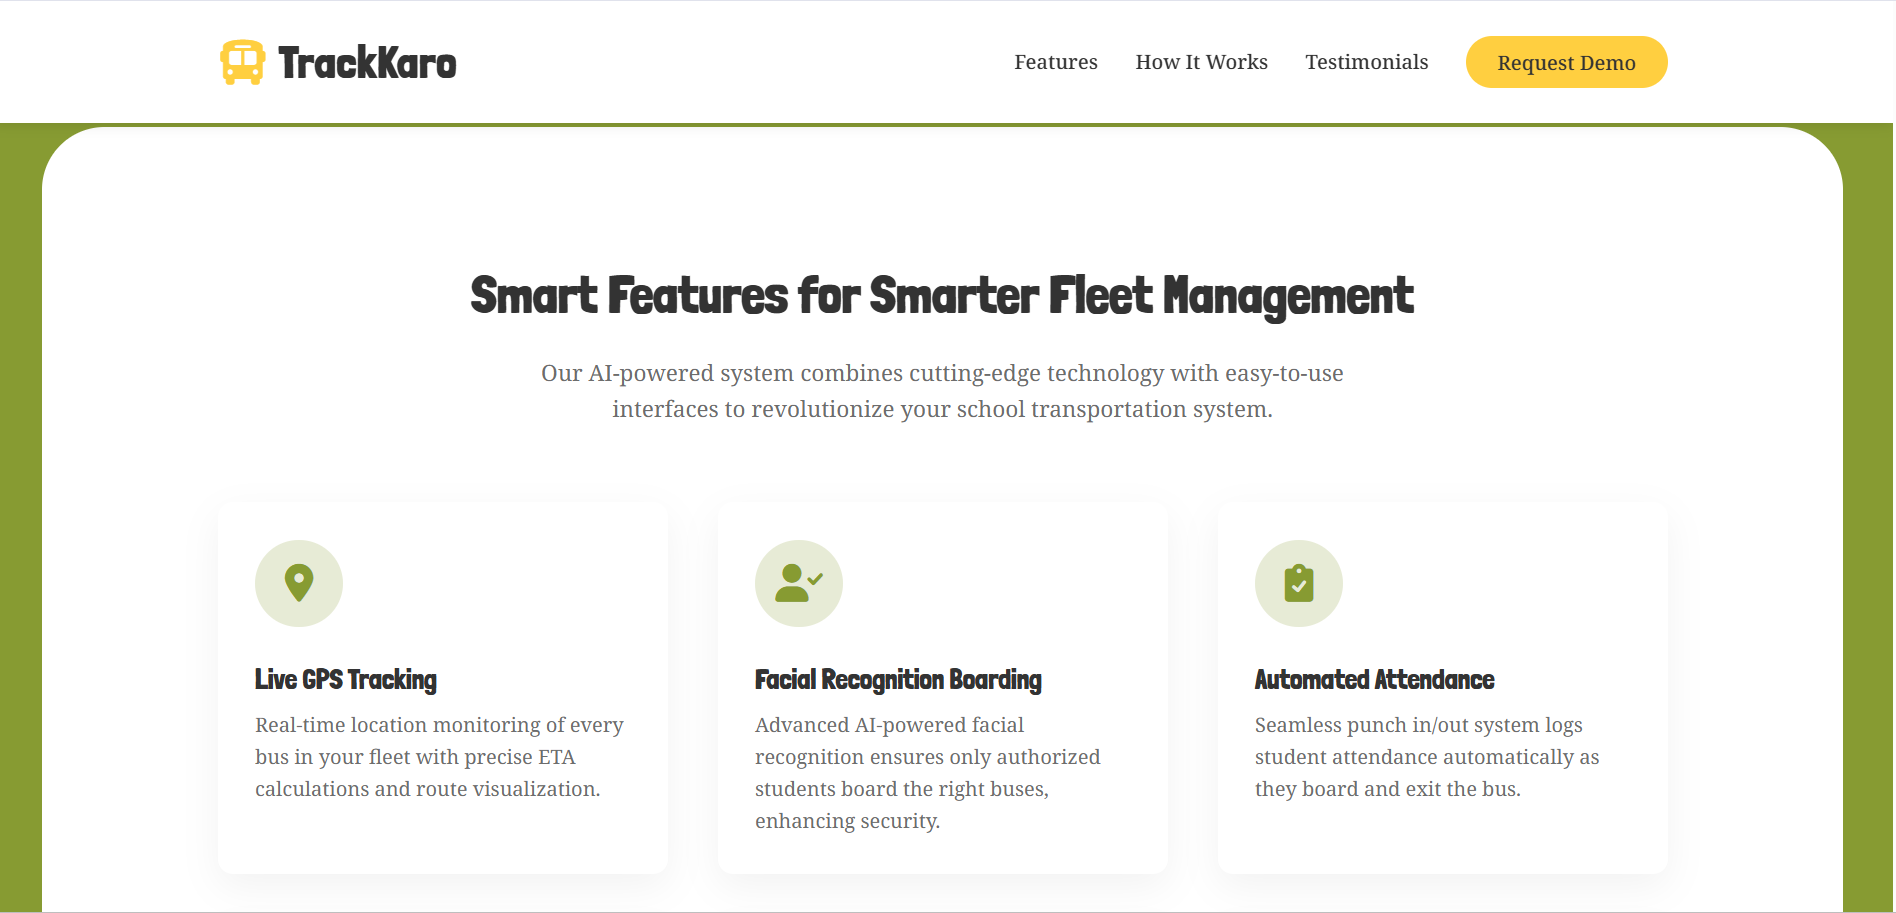 TrackKaro
Features
How It Works
Testimonials
Request Demo
Smart Features for Smarter Fleet Management
Our AI-powered system combines cutting-edge technology with easy-to-use
interfaces to revolutionize your school transportation system.
Live GPS Tracking
Real-time location monitoring of every
bus in your fleet with precise ETA
calculations and route visualization.
Facial Recognition Boarding
Advanced AI-powered facial
recognition ensures only authorized
students board the right buses,
enhancing security.
Automated Attendance
Seamless punch in/out system logs
student attendance automatically as
they board and exit the bus.